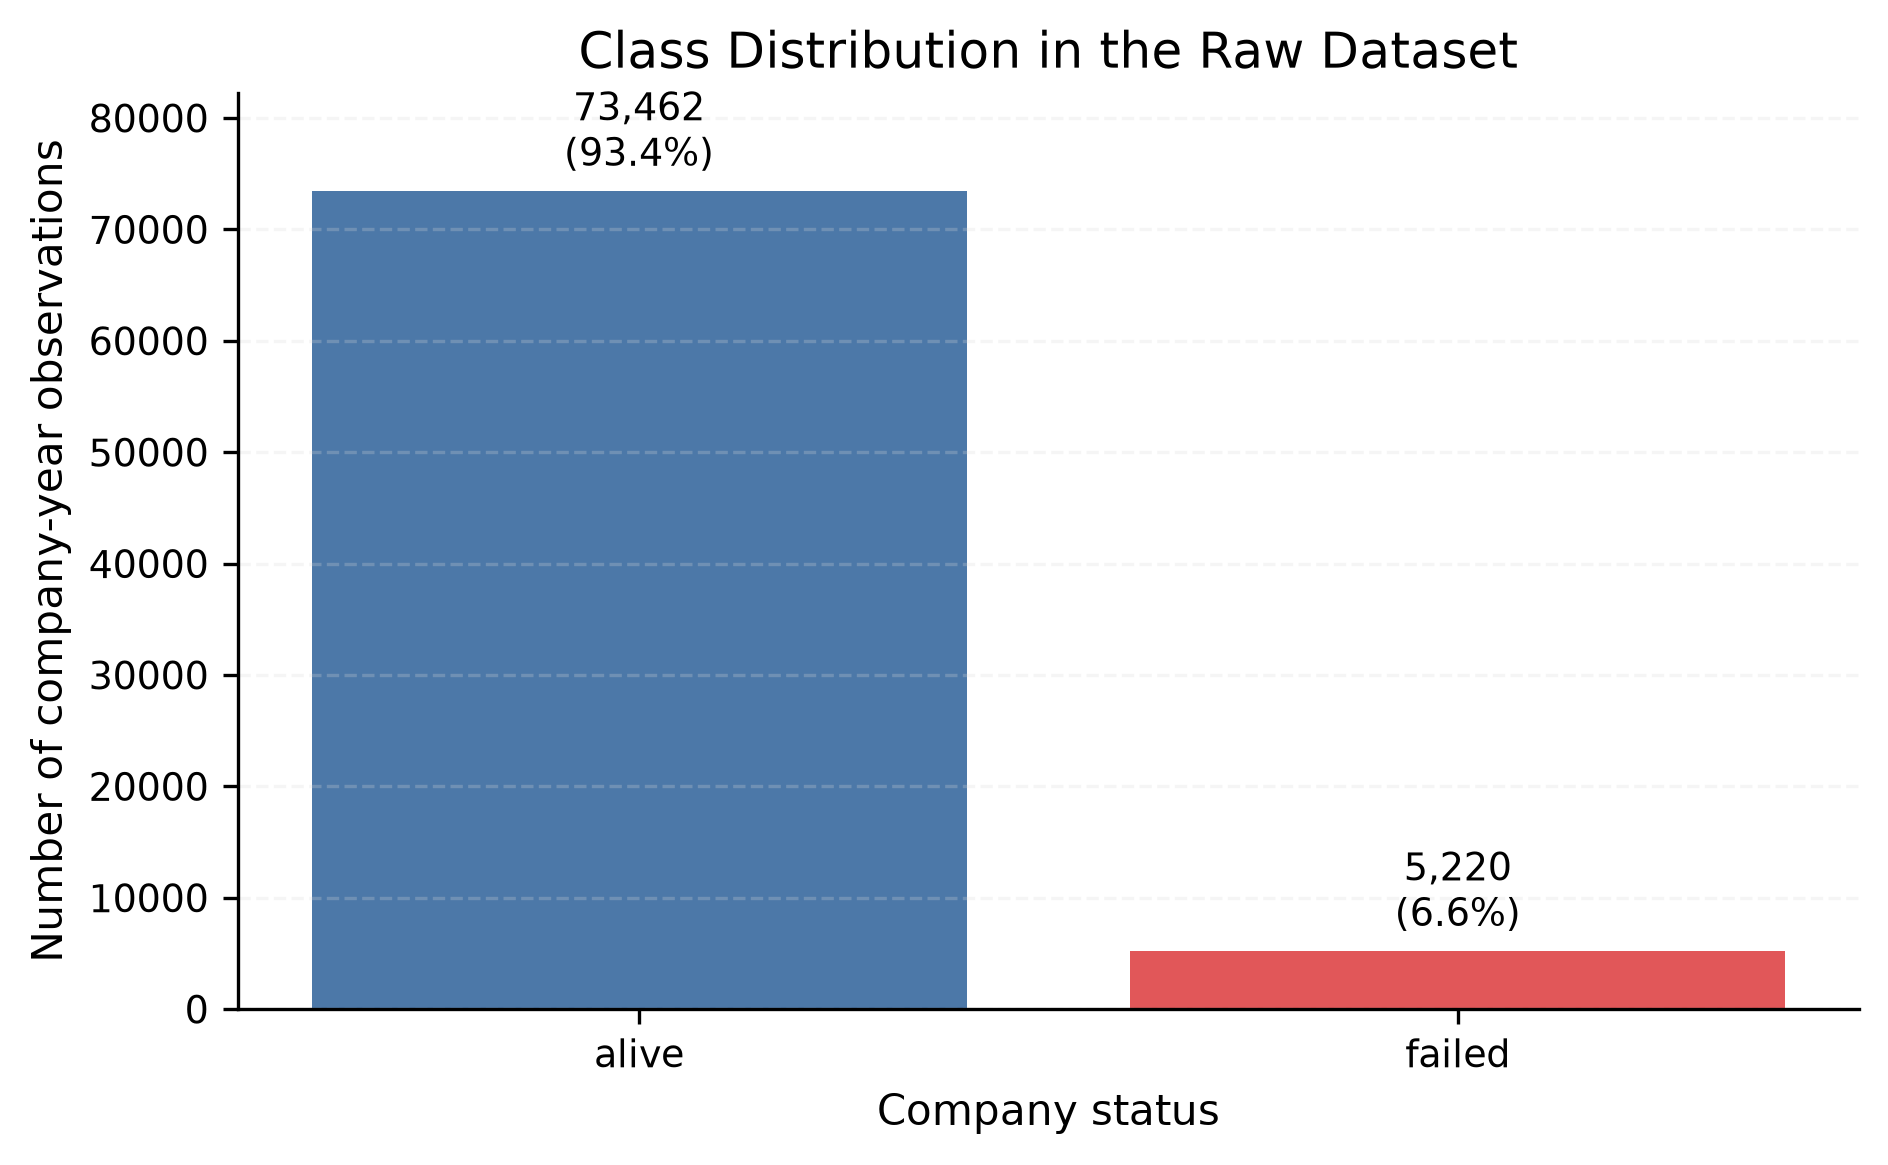 Class Distribution in the Raw Dataset
Number of company-year observations
80000
70000
60000
50000
40000
30000
20000
10000
0
73,462
(93.4%)
5,220
(6.6%)
alive
failed
Company status